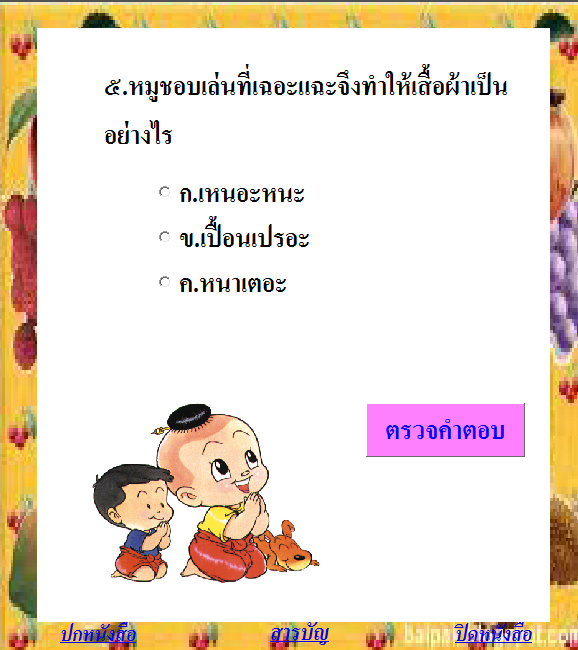 ๕.หมูชอบเล่นที่เฉอะแฉะจึงทำให้เสื้อผ้าเป็น
อย่างไร
ก.เหนอะหนะ
ข.เปื้อนเปรอะ
ค.หนาเตอะ
ตรวจคำตอบ
ปกหนังสือ สารบัญ ปิดหนังสือ